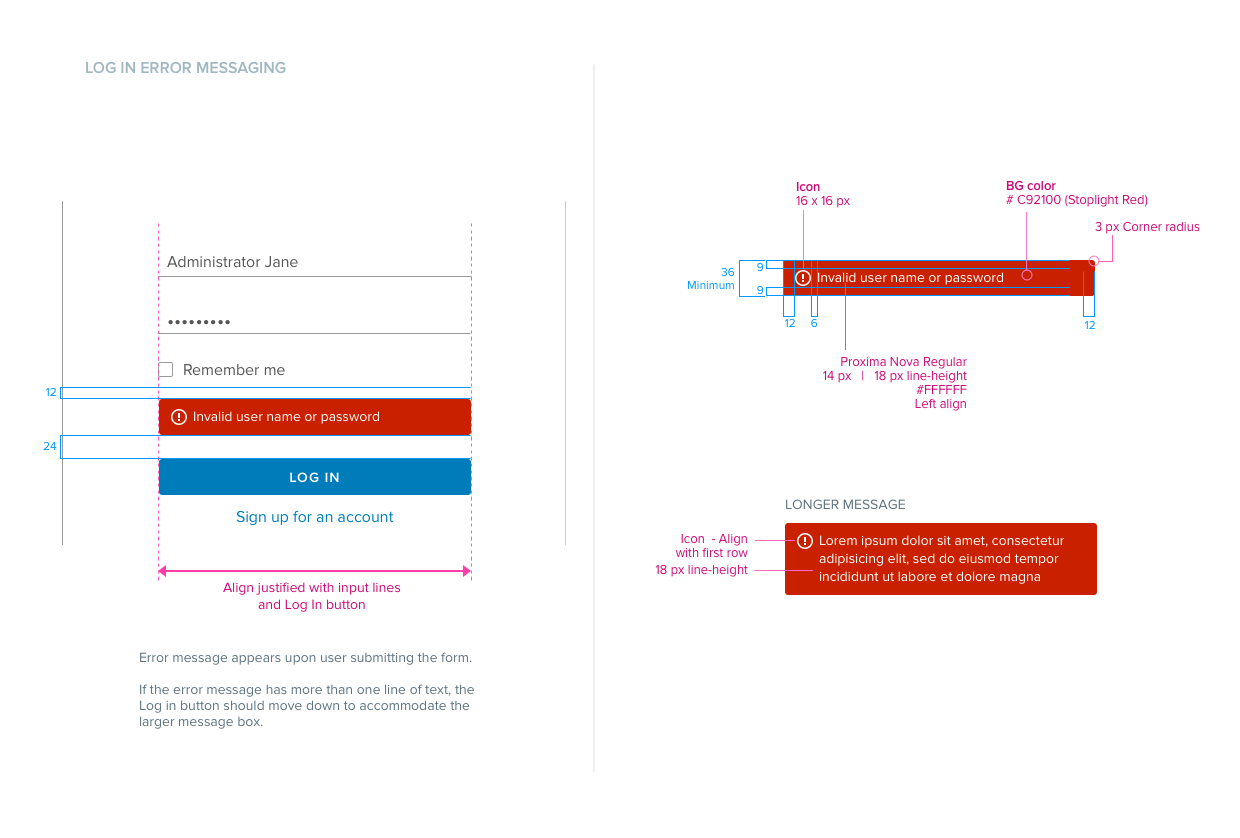 LOG IN ERROR MESSAGING
Administrator Jane
•••••••••
Remember me
12
Invalid user name or password
24
LOG IN
Sign up for an account
Align justified with input lines
and Log In button
Error message appears upon user submitting the form.
If the error message has more than one line of text, the
Log in button should move down to accommodate the
larger message box.
Icon
16 x 16 px
BG color
# C92100 (Stoplight Red)
3 px Corner radius
36
Minimum
9
9
Invalid user name or password
12
6
12
Proxima Nova Regular
14 px | 18 px line-height
#FFFFFF
Left align
LONGER MESSAGE
Icon - Align
with first row
18 px line-height
Lorem ipsum dolor sit amet, consectetur
adipisicing elit, sed do eiusmod tempor
incididunt ut labore et dolore magna